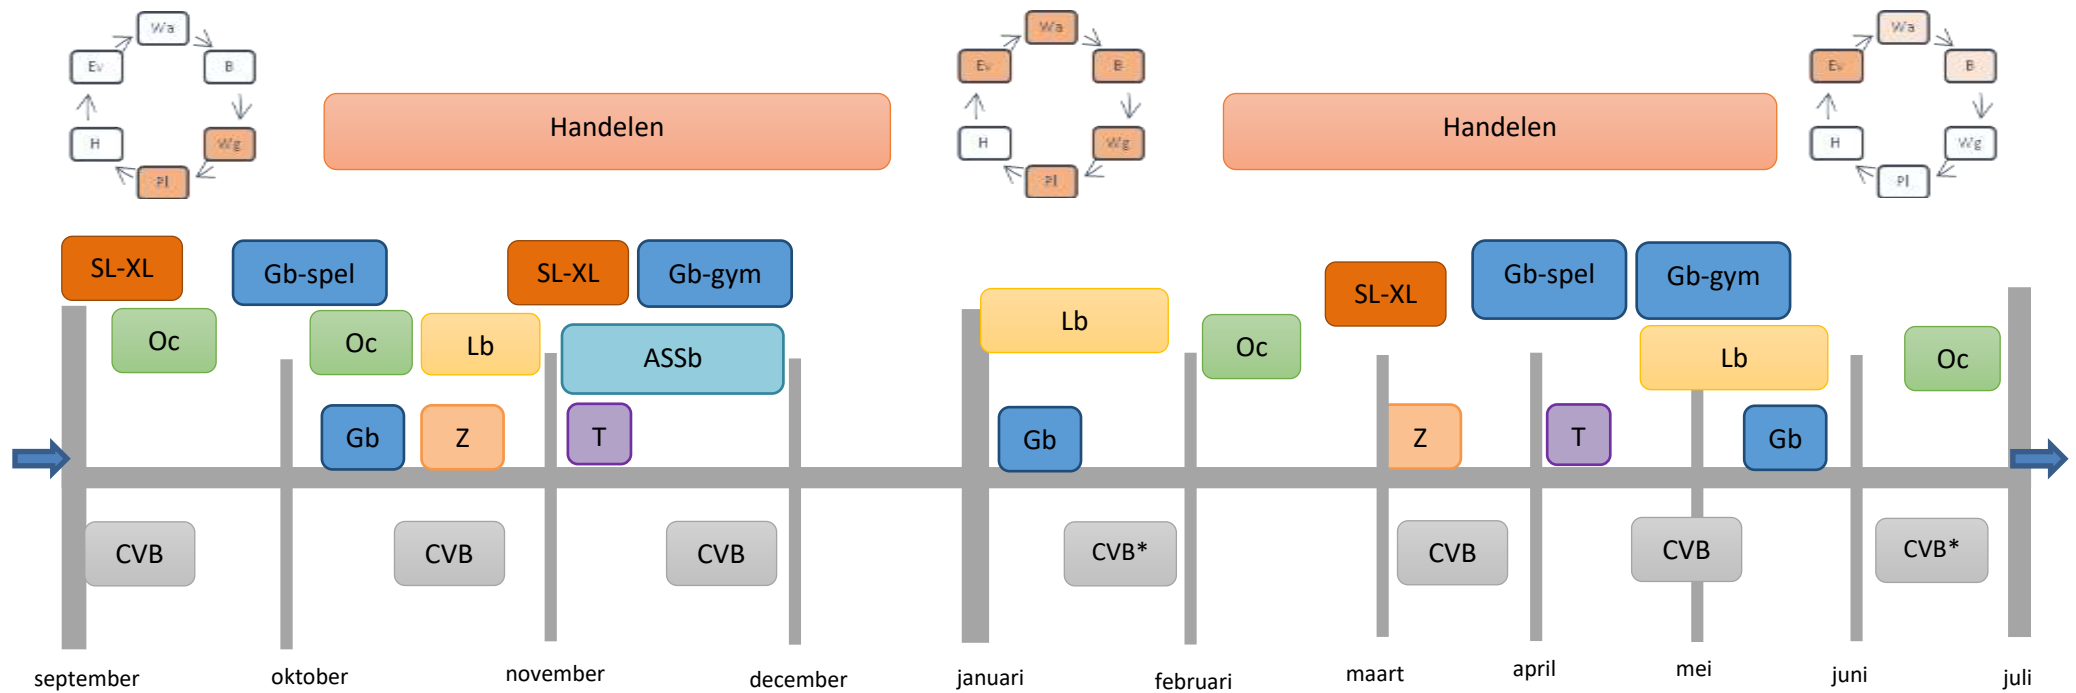 Wa
Ev
B
H
Wg
Pl
Handelen
Wa
Ev
B
H
Wg
Pl
Handelen
Wa
Ev
B
H
Wg
Pl
SL-XL
Gb-spel
SL-XL
Gb-gym
SL-XL
Gb-spel
Gb-gym
Oc
Oc
Lb
ASSb
Lb
Oc
Lb
Oc
Gb
Z
T
Gb
Z
T
Gb
CVB
CVB
CVB
CVB*
CVB
CVB
CVB*
september
oktober
november
december
januari
februari
maart
april
mei
juni
juli